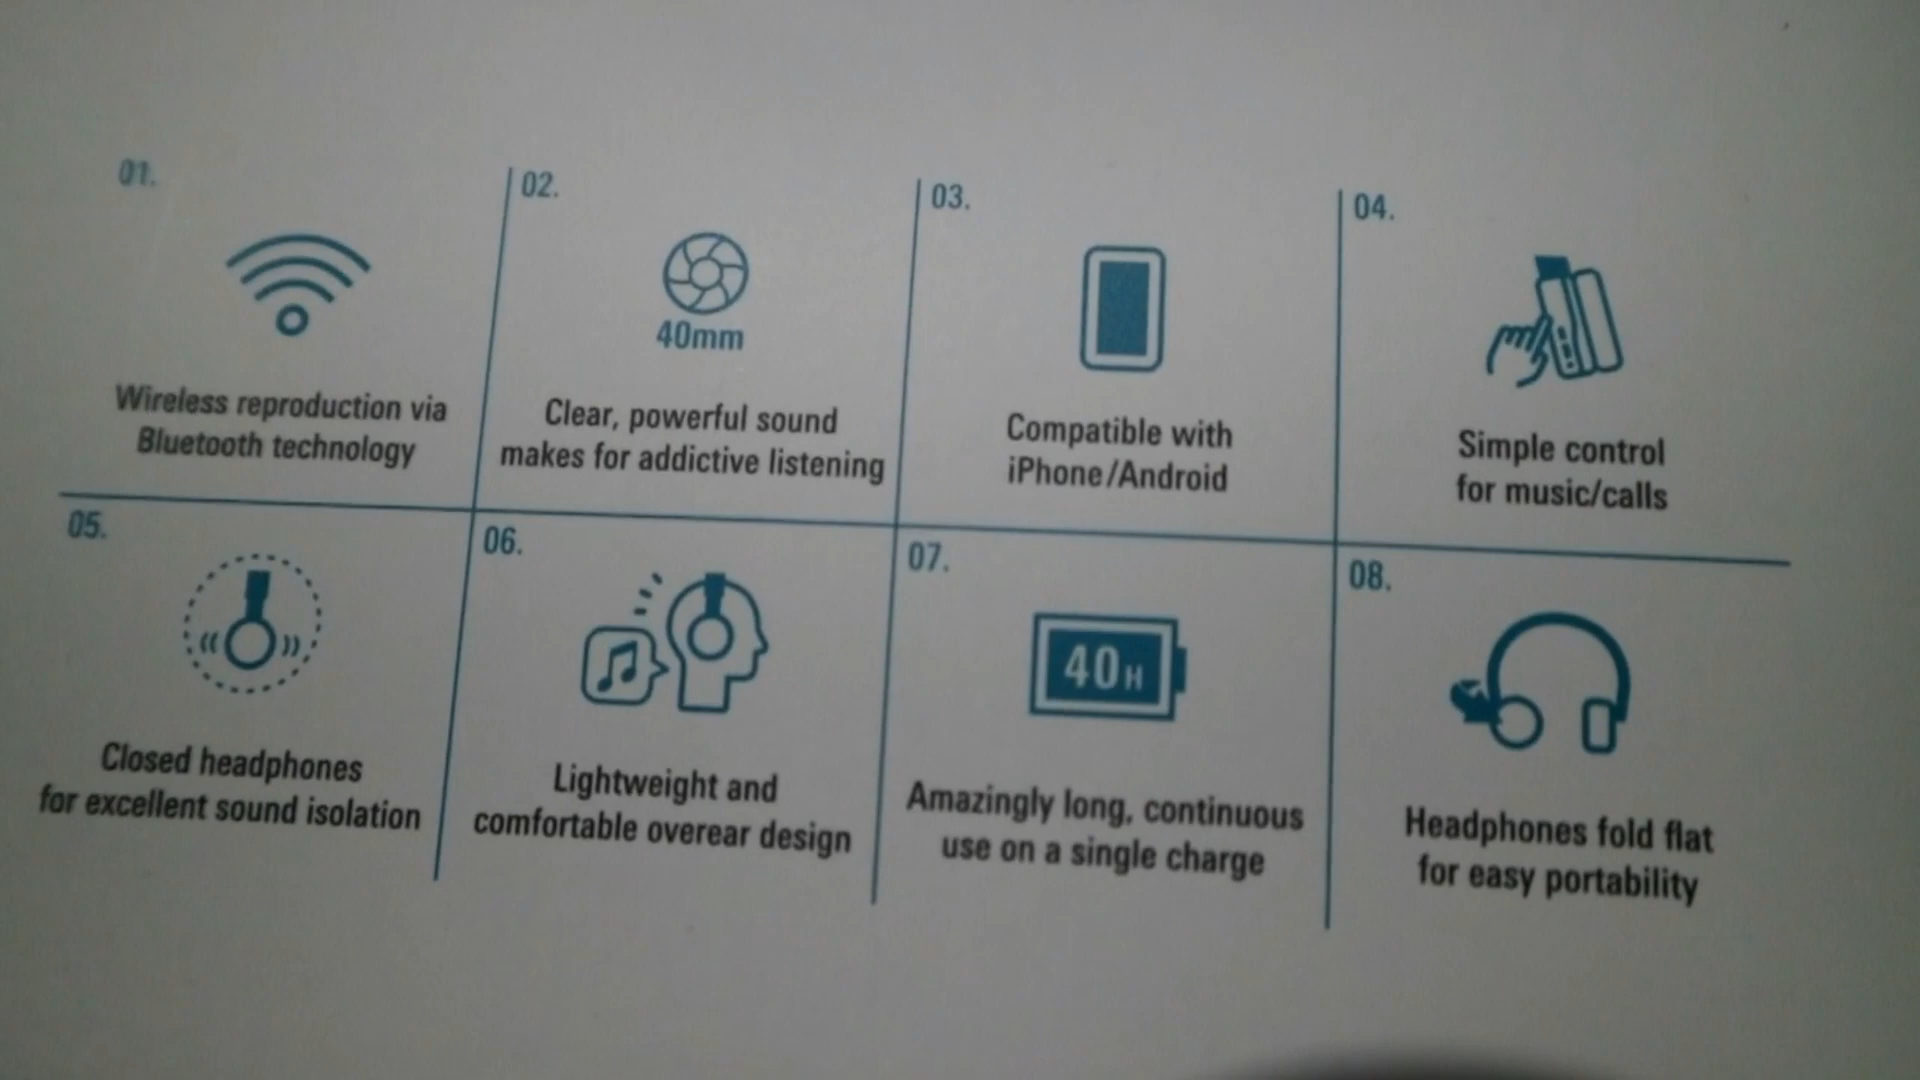 01.
Wireless reproduction via
Bluetooth technology
02.
40mm
Clear, powerful sound
makes for addictive listening
03.
Compatible with
iPhone/Android
04.
Simple control
for music/calls
05.
Closed headphones
for excellent sound isolation
06.
Lightweight and
comfortable overear design
07.
40H
Amazingly long, continuous
use on a single charge
08.
Headphones fold flat
for easy portability